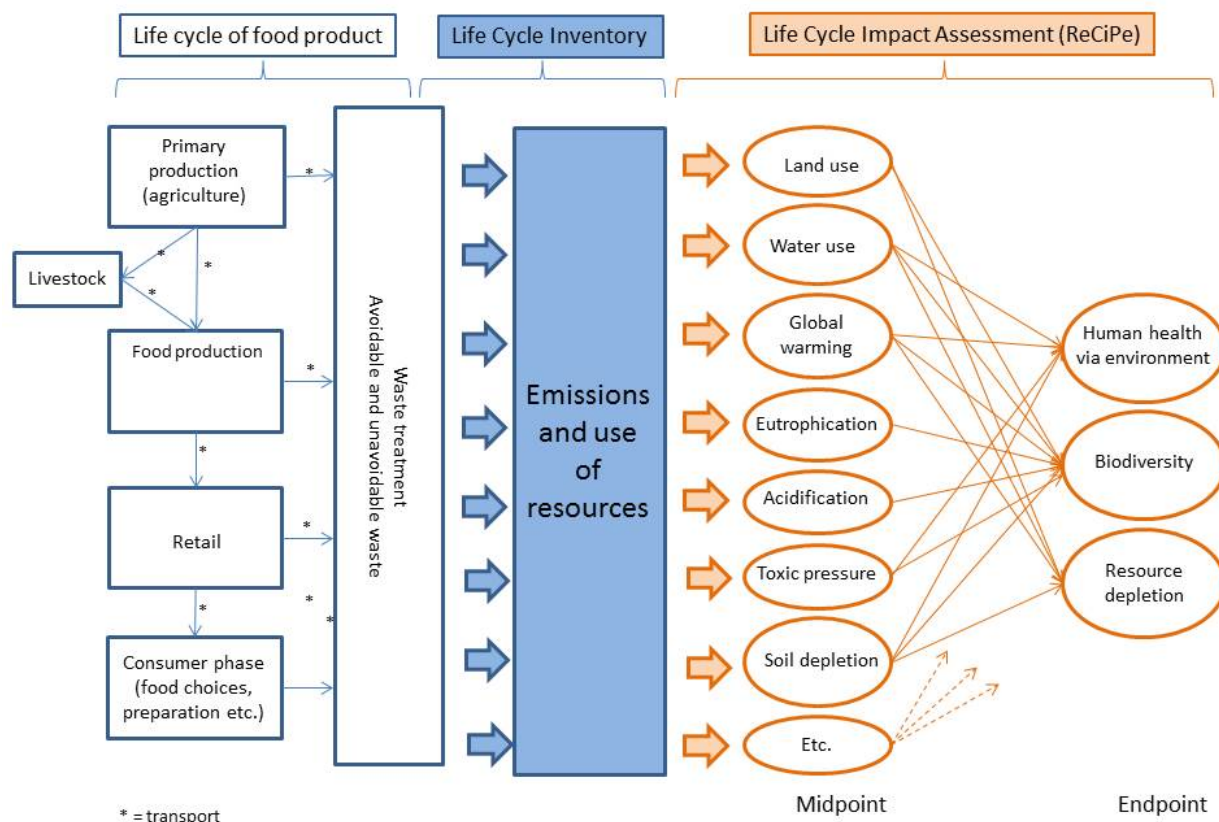 Life cycle of food product
Life Cycle Inventory
Life Cycle Impact Assessment (ReCiPe)
Primary
production
(agriculture)
*
*
*
Livestock
*
Food production
*
*
Retail
*
*
*
*
Consumer phase
(food choices,
preparation etc.)
Waste treatment
Avoidable and unavoidable waste
Emissions
and use
of
resources
Land use
Water use
Global
warming
Eutrophication
Acidification
Toxic pressure
Soil depletion
Etc.
Human health
via environment
Biodiversity
Resource
depletion
Midpoint
Endpoint
* = transport